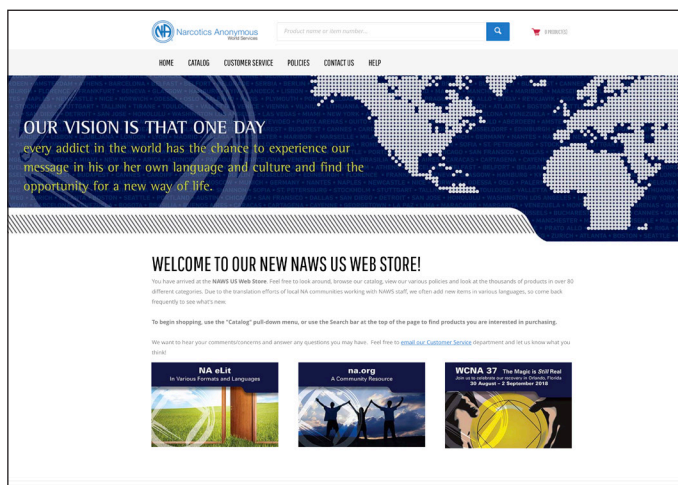 NA Narcotics Anonymous
World Services
Product name or item number...
0 PRODUCT(S)
HOME CATALOG CUSTOMER SERVICE POLICIES CONTACT US HELP
OUR VISION IS THAT ONE DAY
every addict in the world has the chance to experience our
message in his or her own language and culture and find the
opportunity for a new way of life.
WELCOME TO OUR NEW NAWS US WEB STORE!
You have arrived at the NAWS US Web Store. Feel free to look around, browse our catalog, view our various policies and look at the thousands of products in over 80
different categories. Due to the translation efforts of local NA communities working with NAWS staff, we often add new items in various languages, so come back
frequently to see what's new.
To begin shopping, use the "Catalog" pull-down menu, or use the Search bar at the top of the page to find products you are interested in purchasing.
We want to hear your comments/concerns and answer any questions you may have. Feel free to email our Customer Service department and let us know what you
think!
NA eLit
In Various Formats and Languages
na.org
A Community Resource
WCNA 37 The Magic is Still Real
Join us to celebrate our recovery in Orlando, Florida
30 August – 2 September 2018